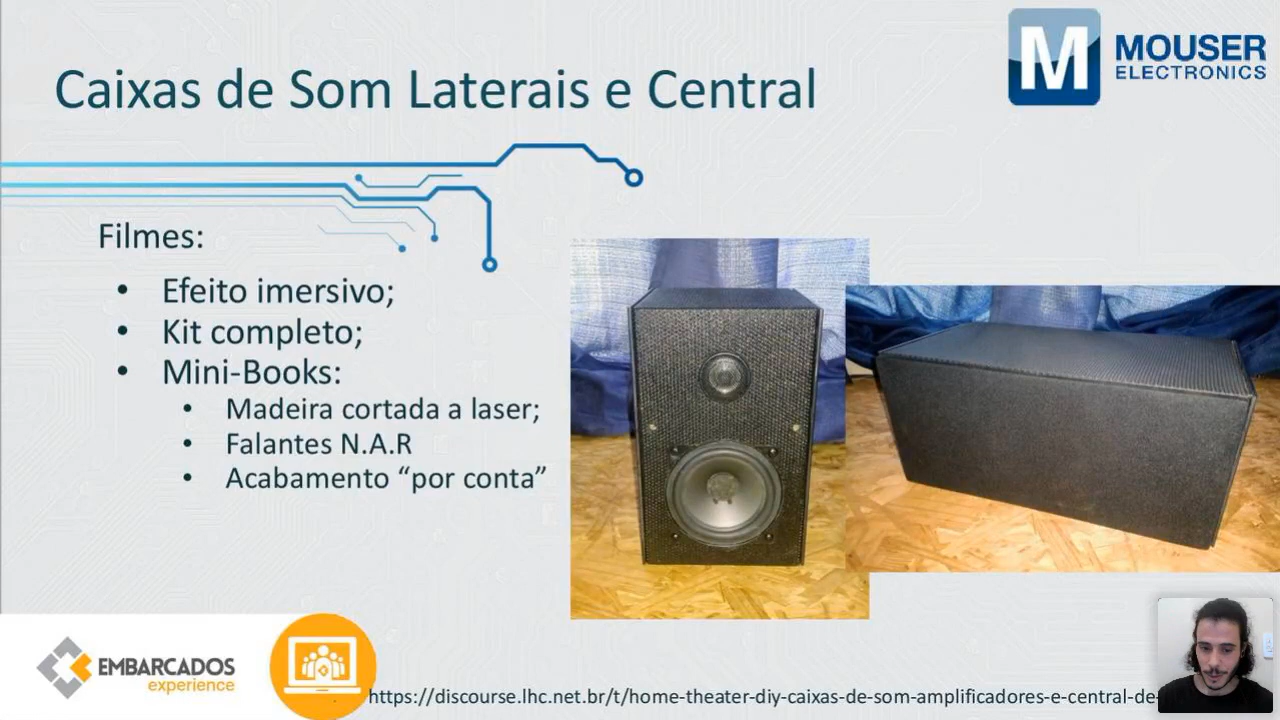 Caixas de Som Laterais e Central
M MOUSER
ELECTRONICS
Filmes:
• Efeito imersivo;
• Kit completo;
• Mini-Books:
• Madeira cortada a laser;
• Falantes N.A.R
• Acabamento “por conta”
EMBARCADOS
experience
https://discourse.lhc.net.br/t/home-theater-diy-caixas-de-som-amplificadores-e-central-de-